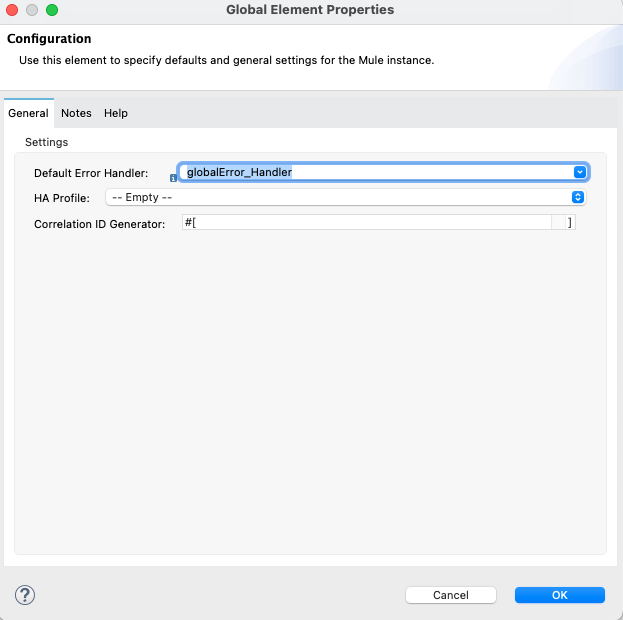 Global Element Properties
Configuration
Use this element to specify defaults and general settings for the Mule instance.
General Notes Help
Settings
Default Error Handler: globalError_Handler
HA Profile: -- Empty --
Correlation ID Generator: #[ ]
? Cancel OK